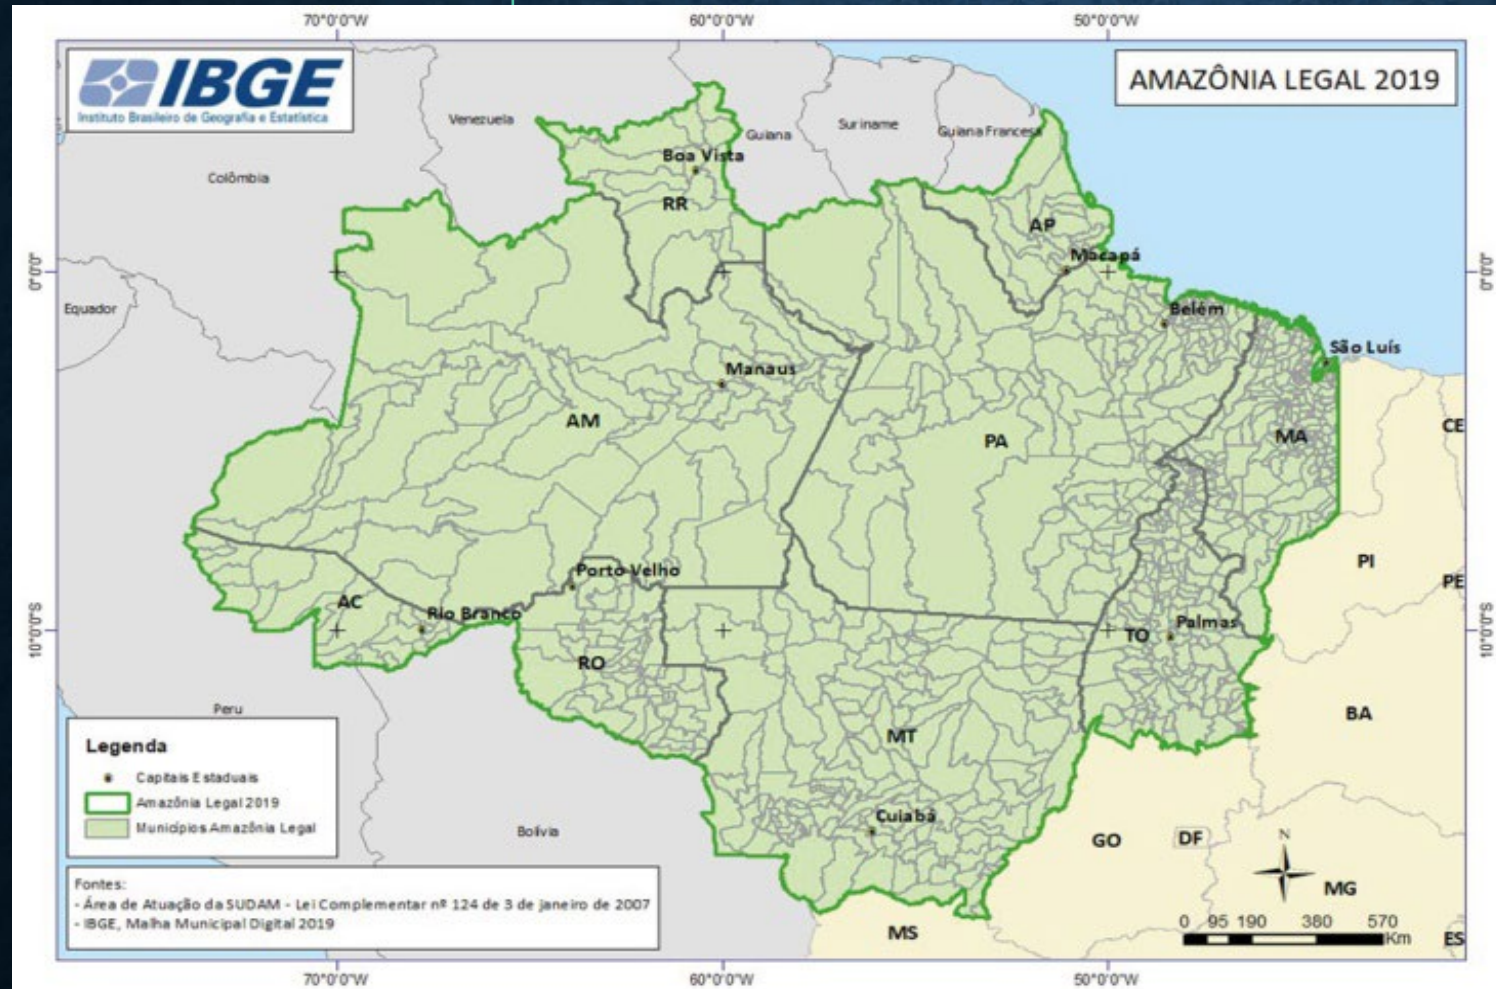 70°0'0"W
60°0'0"W
50°0'0"W
IBGE
Instituto Brasileiro de Geografia e Estatística
AMAZÔNIA LEGAL 2019
Venezuela
Guiana
Suriname
Guiana Francesa
Colômbia
Boa Vista
RR
AP
Macapá
0°0'0"
0°0'0"
Equador
Belém
São Luís
Manaus
AM
PA
MA
CE
PI
Porto Velho
PE
AC
Rio Branco
10°0'0"S
TO
Palmas
10°0'0"S
RO
Peru
BA
MT
Legenda
Capitais Estaduais
Amazônia Legal 2019
Municípios Amazônia Legal
Cuiabá
Bolívia
GO
DF
N
MG
Fontes:
- Área de Atuação da SUDAM - Lei Complementar nº 124 de 3 de janeiro de 2007
- IBGE, Malha Municipal Digital 2019
0 95 190 380 570
Km
MS
ES
70°0'0"W
60°0'0"W
50°0'0"W